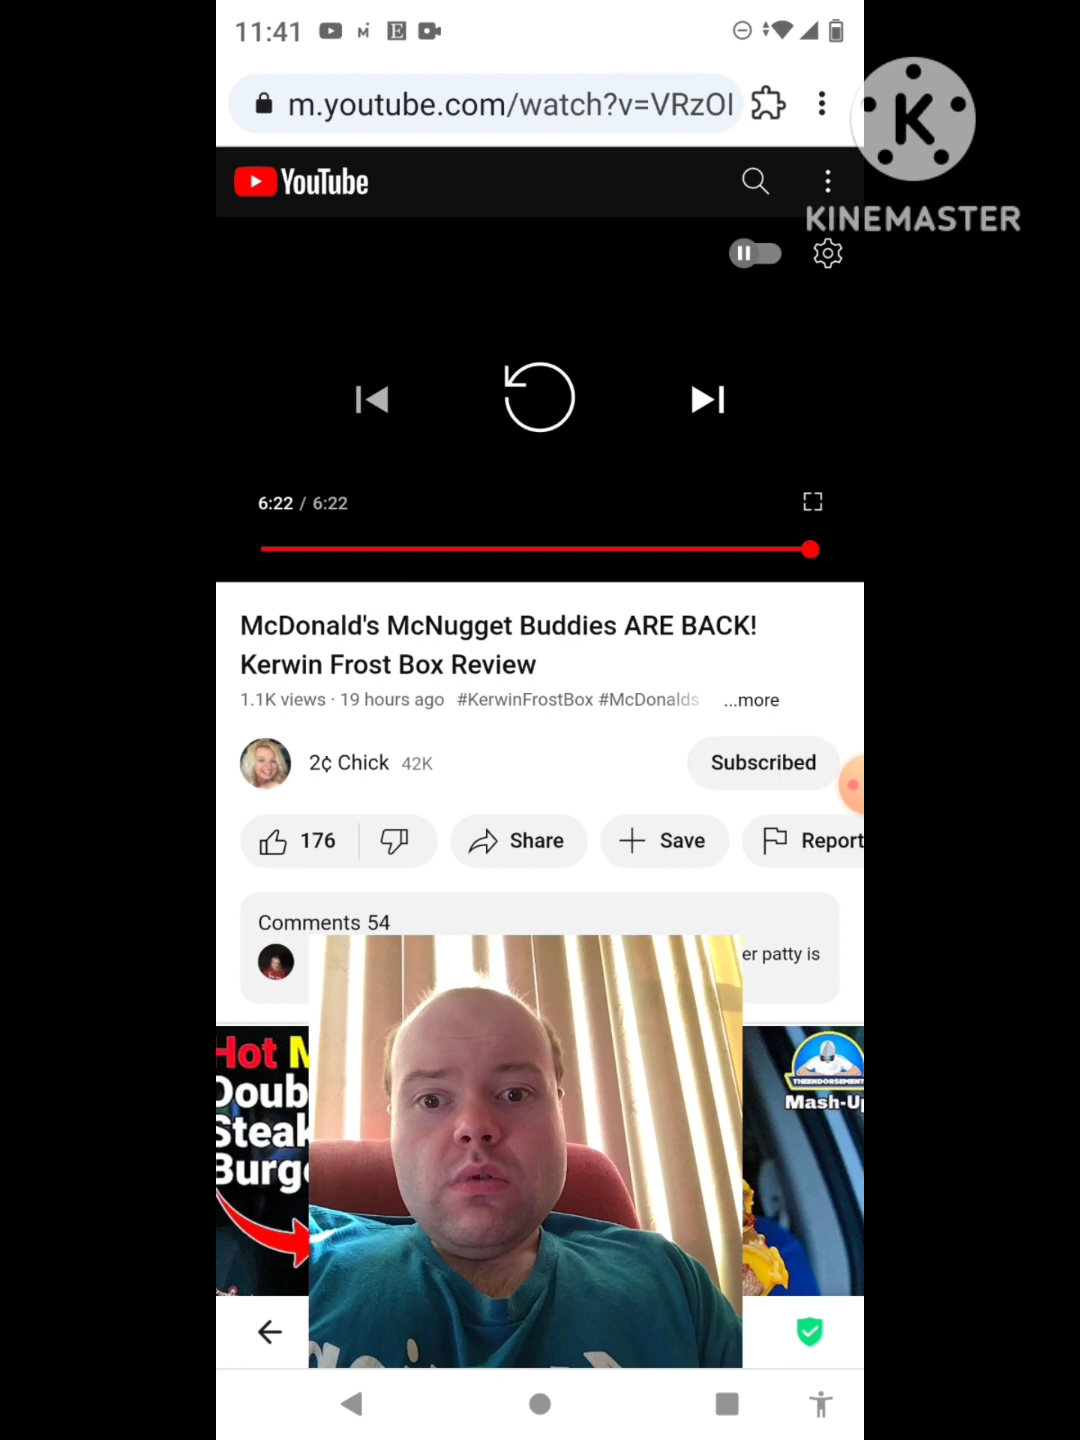 11:41
m.youtube.com/watch?v=VRzOI
K
KINEMASTER
YouTube
6:22 / 6:22
McDonald's McNugget Buddies ARE BACK!
Kerwin Frost Box Review
1.1K views · 19 hours ago #KerwinFrostBox #McDonalds ...more
2¢ Chick 42K
Subscribed
176
Share
Save
Report
Comments 54
er patty is
Hot
Doub
Steak
Burg
THEENDORSEMENT
Mash-Up